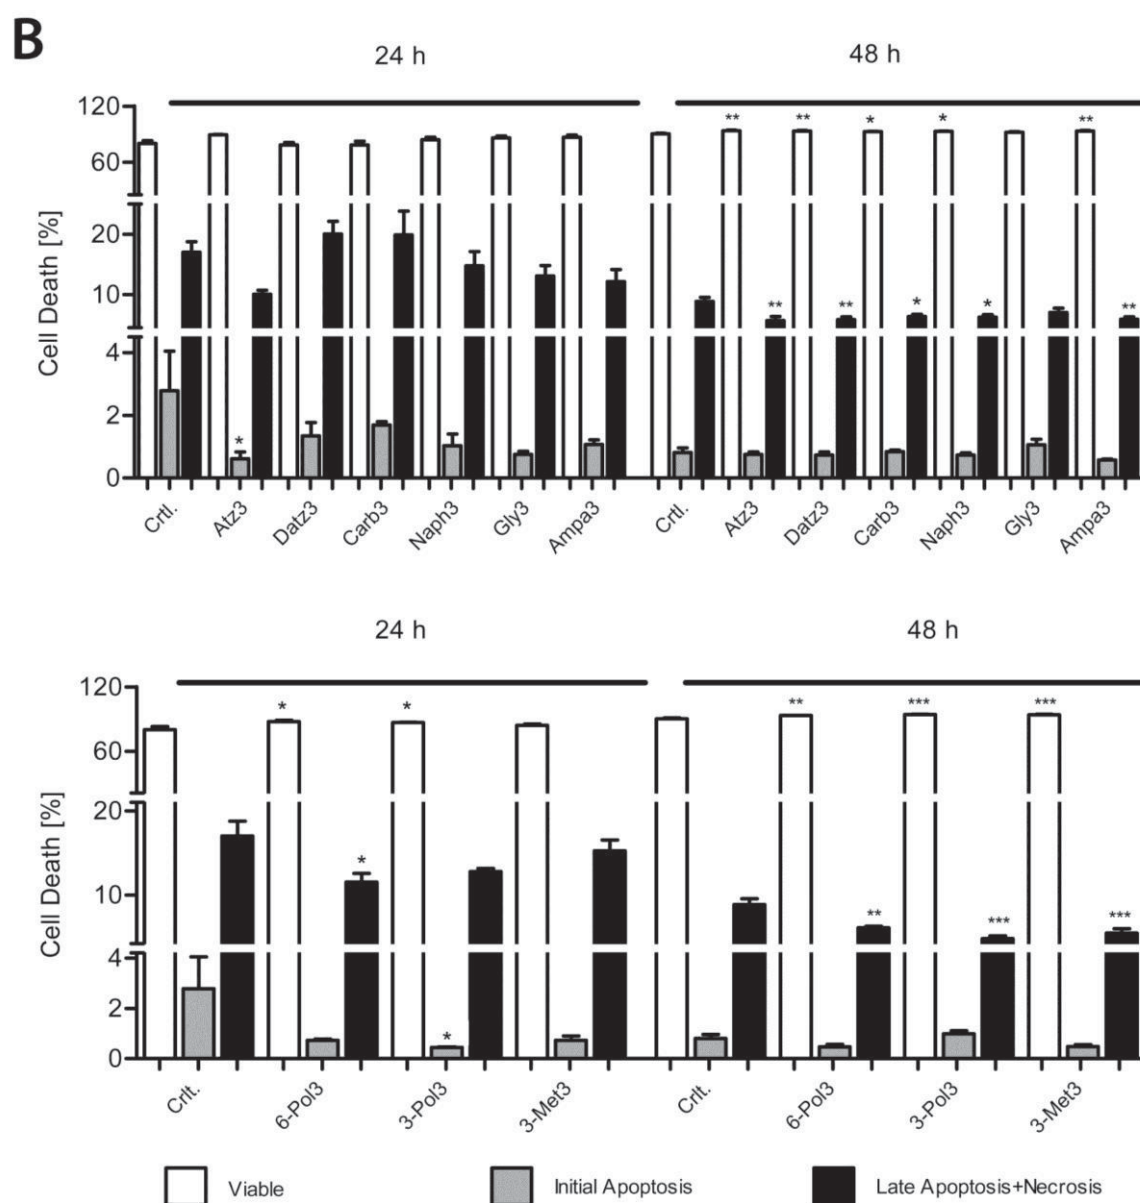 B
24 h 48 h
120
60
20
10
4
2
0
Cell Death [%]
** ** * * **
** ** * * **
*
Crtl. Atz3 Datz3 Carb3 Naph3 Gly3 Ampa3 Crtl. Atz3 Datz3 Carb3 Naph3 Gly3 Ampa3
24 h 48 h
120
60
20
10
4
2
0
Cell Death [%]
* * ** *** ***
* ** *** ***
*
Crlt. 6-Pol3 3-Pol3 3-Met3 Crlt. 6-Pol3 3-Pol3 3-Met3
Viable Initial Apoptosis Late Apoptosis+Necrosis